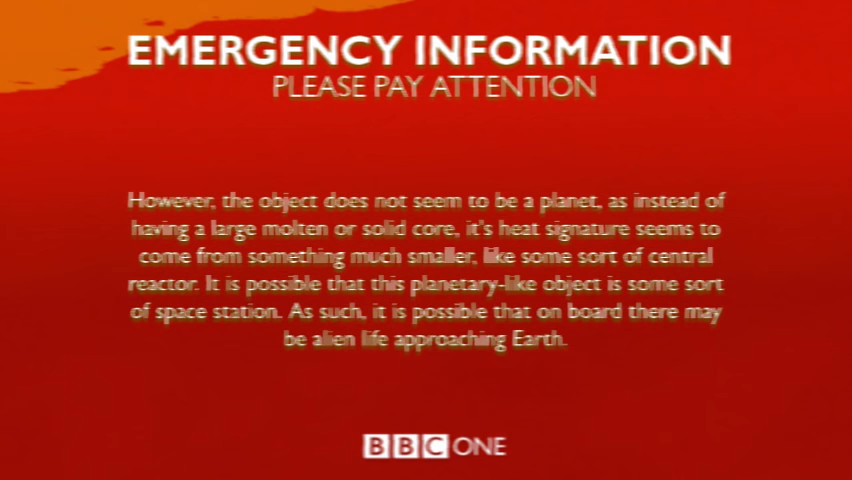 EMERGENCY INFORMATION
PLEASE PAY ATTENTION
However, the object does not seem to be a planet, as instead of
having a large molten or solid core, it's heat signature seems to
come from something much smaller, like some sort of central
reactor. It is possible that this planetary-like object is some sort
of space station. As such, it is possible that on board there may
be alien life approaching Earth.
BBC ONE